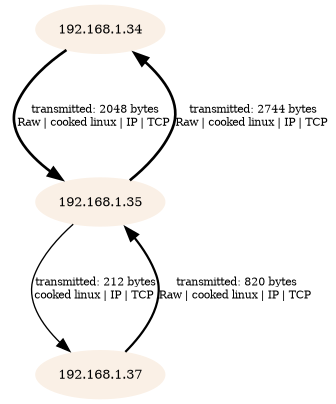 192.168.1.34
transmitted: 2048 bytes
Raw | cooked linux | IP | TCP
transmitted: 2744 bytes
Raw | cooked linux | IP | TCP
192.168.1.35
transmitted: 212 bytes
cooked linux | IP | TCP
transmitted: 820 bytes
Raw | cooked linux | IP | TCP
192.168.1.37